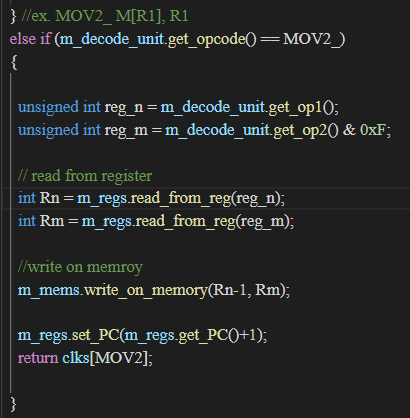 } //ex. MOV2_ M[R1], R1
else if (m_decode_unit.get_opcode() == MOV2_)
{
unsigned int reg_n = m_decode_unit.get_op1();
unsigned int reg_m = m_decode_unit.get_op2() & 0xF;
// read from register
int Rn = m_regs.read_from_reg(reg_n);
int Rm = m_regs.read_from_reg(reg_m);
//write on memroy
m_mems.write_on_memory(Rn-1, Rm);
m_regs.set_PC(m_regs.get_PC()+1);
return clks[MOV2];
}